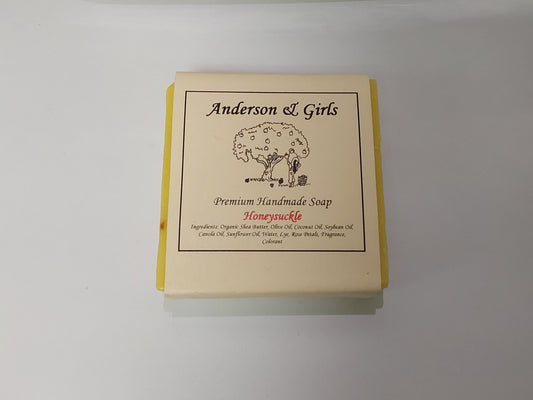 Anderson & Girls
Premium Handmade Soap
Honeysuckle
Ingredients: Organic Shea Butter, Olive Oil, Coconut Oil, Soybean Oil,
Canola Oil, Sunflower Oil, Water, Lye, Rose Petals, Fragrance,
Colorant